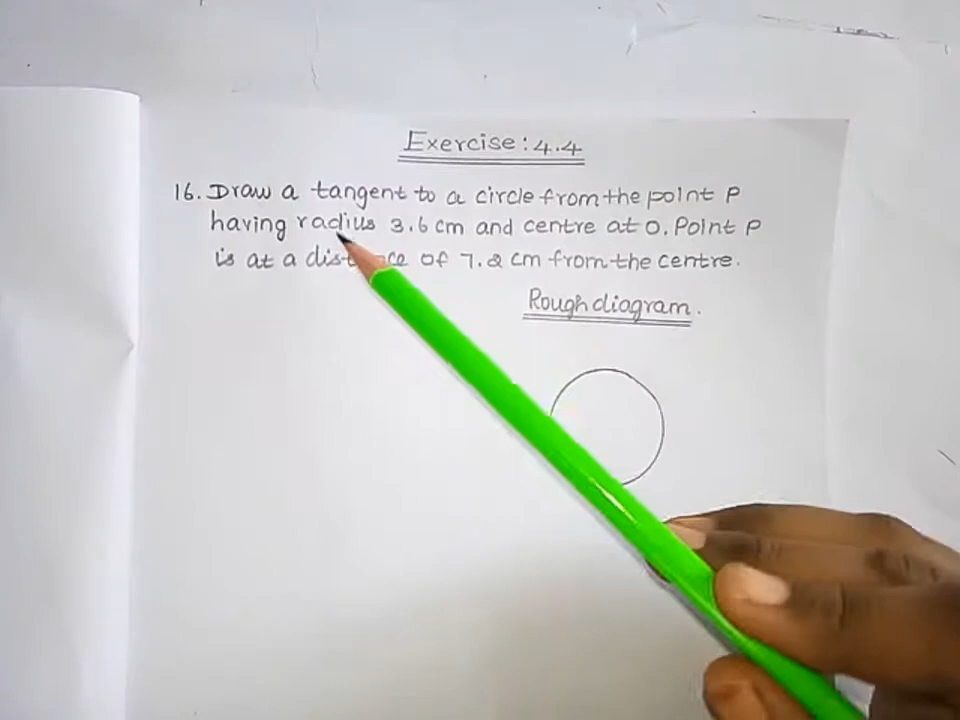 Exercise: 4.4
16. Draw a tangent to a circle from the point P
having radius 3.6 cm and centre at O. Point P
is at a distance of 7.2 cm from the centre.
Rough diagram.